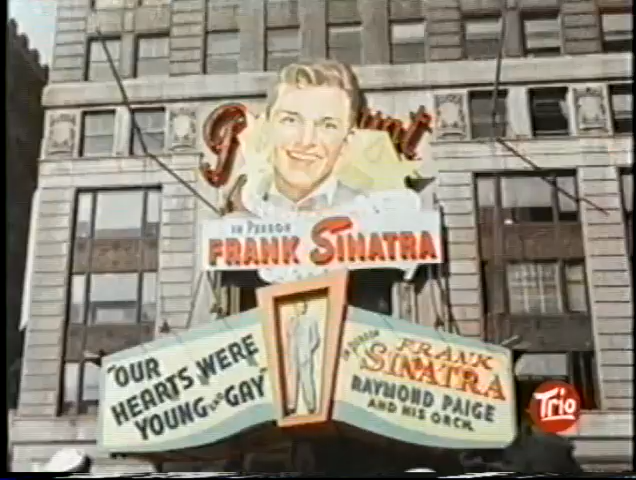 IN PERSON
FRANK SINATRA
"OUR
HEARTS WERE
YOUNG AND GAY"
IN PERSON
FRANK
SINATRA
RAYMOND PAIGE
AND HIS ORCH.
Trio